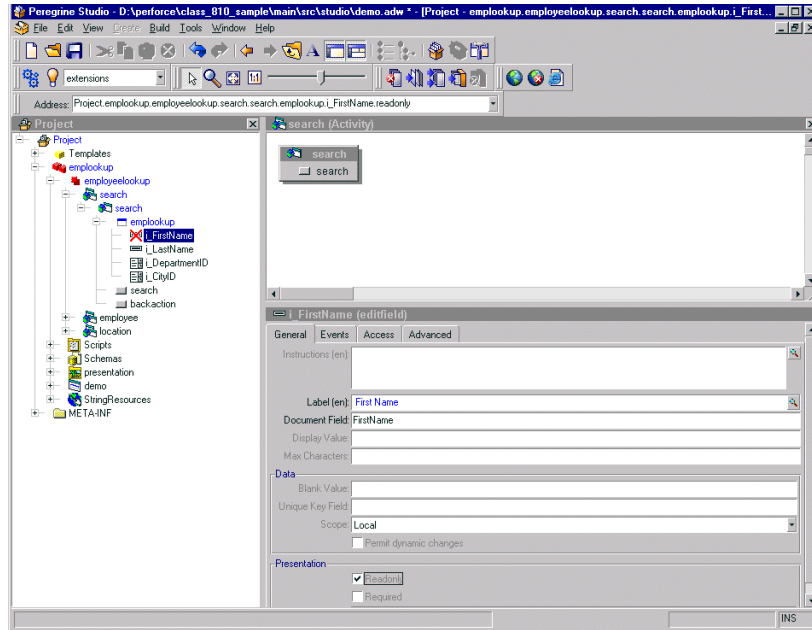 Peregrine Studio - D:\perforce\class_810_sample\main\src\studio\demo.adw * - [Project - emplookup.employeelookup.search.search.emplookup.i_First...
File Edit View Create Build Tools Window Help
extensions
1:1
Address: Project.emplookup.employeelookup.search.search.emplookup.i_FirstName.readonly
Project
search (Activity)
Project
Templates
emplookup
employeelookup
search
search
emplookup
i_FirstName
i_LastName
i_DepartmentID
i_CityID
search
backaction
employee
location
Scripts
Schemas
presentation
demo
StringResources
META-INF
search
search
i_FirstName (editfield)
General Events Access Advanced
Instructions (en):
Label (en): First Name
Document Field: FirstName
Display Value:
Max Characters:
Data
Blank Value:
Unique Key Field:
Scope: Local
Permit dynamic changes
Presentation
Readonly
Required
INS